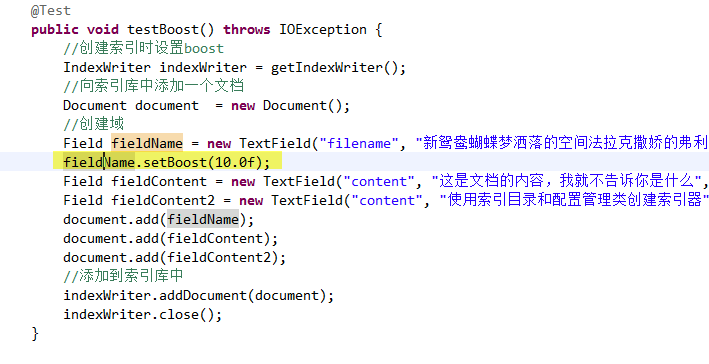 @Test
public void testBoost() throws IOException {
//创建索引时设置boost
IndexWriter indexWriter = getIndexWriter();
//向索引库中添加一个文档
Document document  = new Document();
//创建域
Field fieldName = new TextField("filename", "新鸳鸯蝴蝶梦洒落的空间法拉克撒娇的弗利
fieldName.setBoost(10.0f);
Field fieldContent = new TextField("content", "这是文档的内容，我就不告诉你是什么",
Field fieldContent2 = new TextField("content", "使用索引目录和配置管理类创建索引器"
document.add(fieldName);
document.add(fieldContent);
document.add(fieldContent2);
//添加到索引库中
indexWriter.addDocument(document);
indexWriter.close();
}